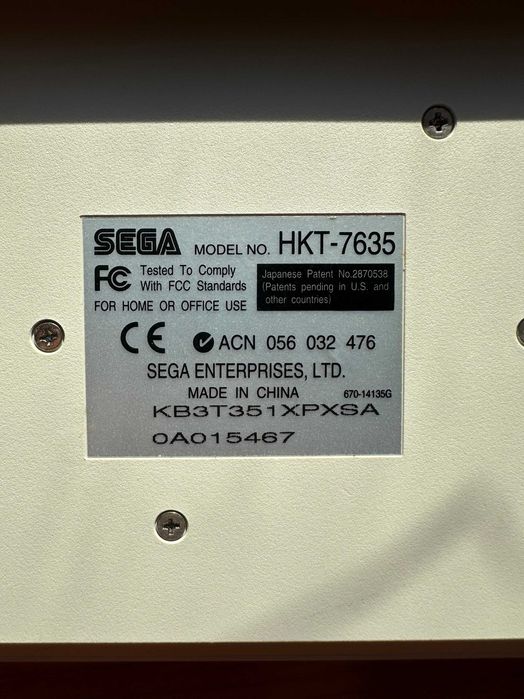 SEGA MODEL NO. HKT-7635
FC Tested To Comply
With FCC Standards
FOR HOME OR OFFICE USE
Japanese Patent No.2870538
(Patents pending in U.S. and
other countries)
CE ACN 056 032 476
SEGA ENTERPRISES, LTD.
MADE IN CHINA 670-14135G
KB3T351XPXSA
0A015467